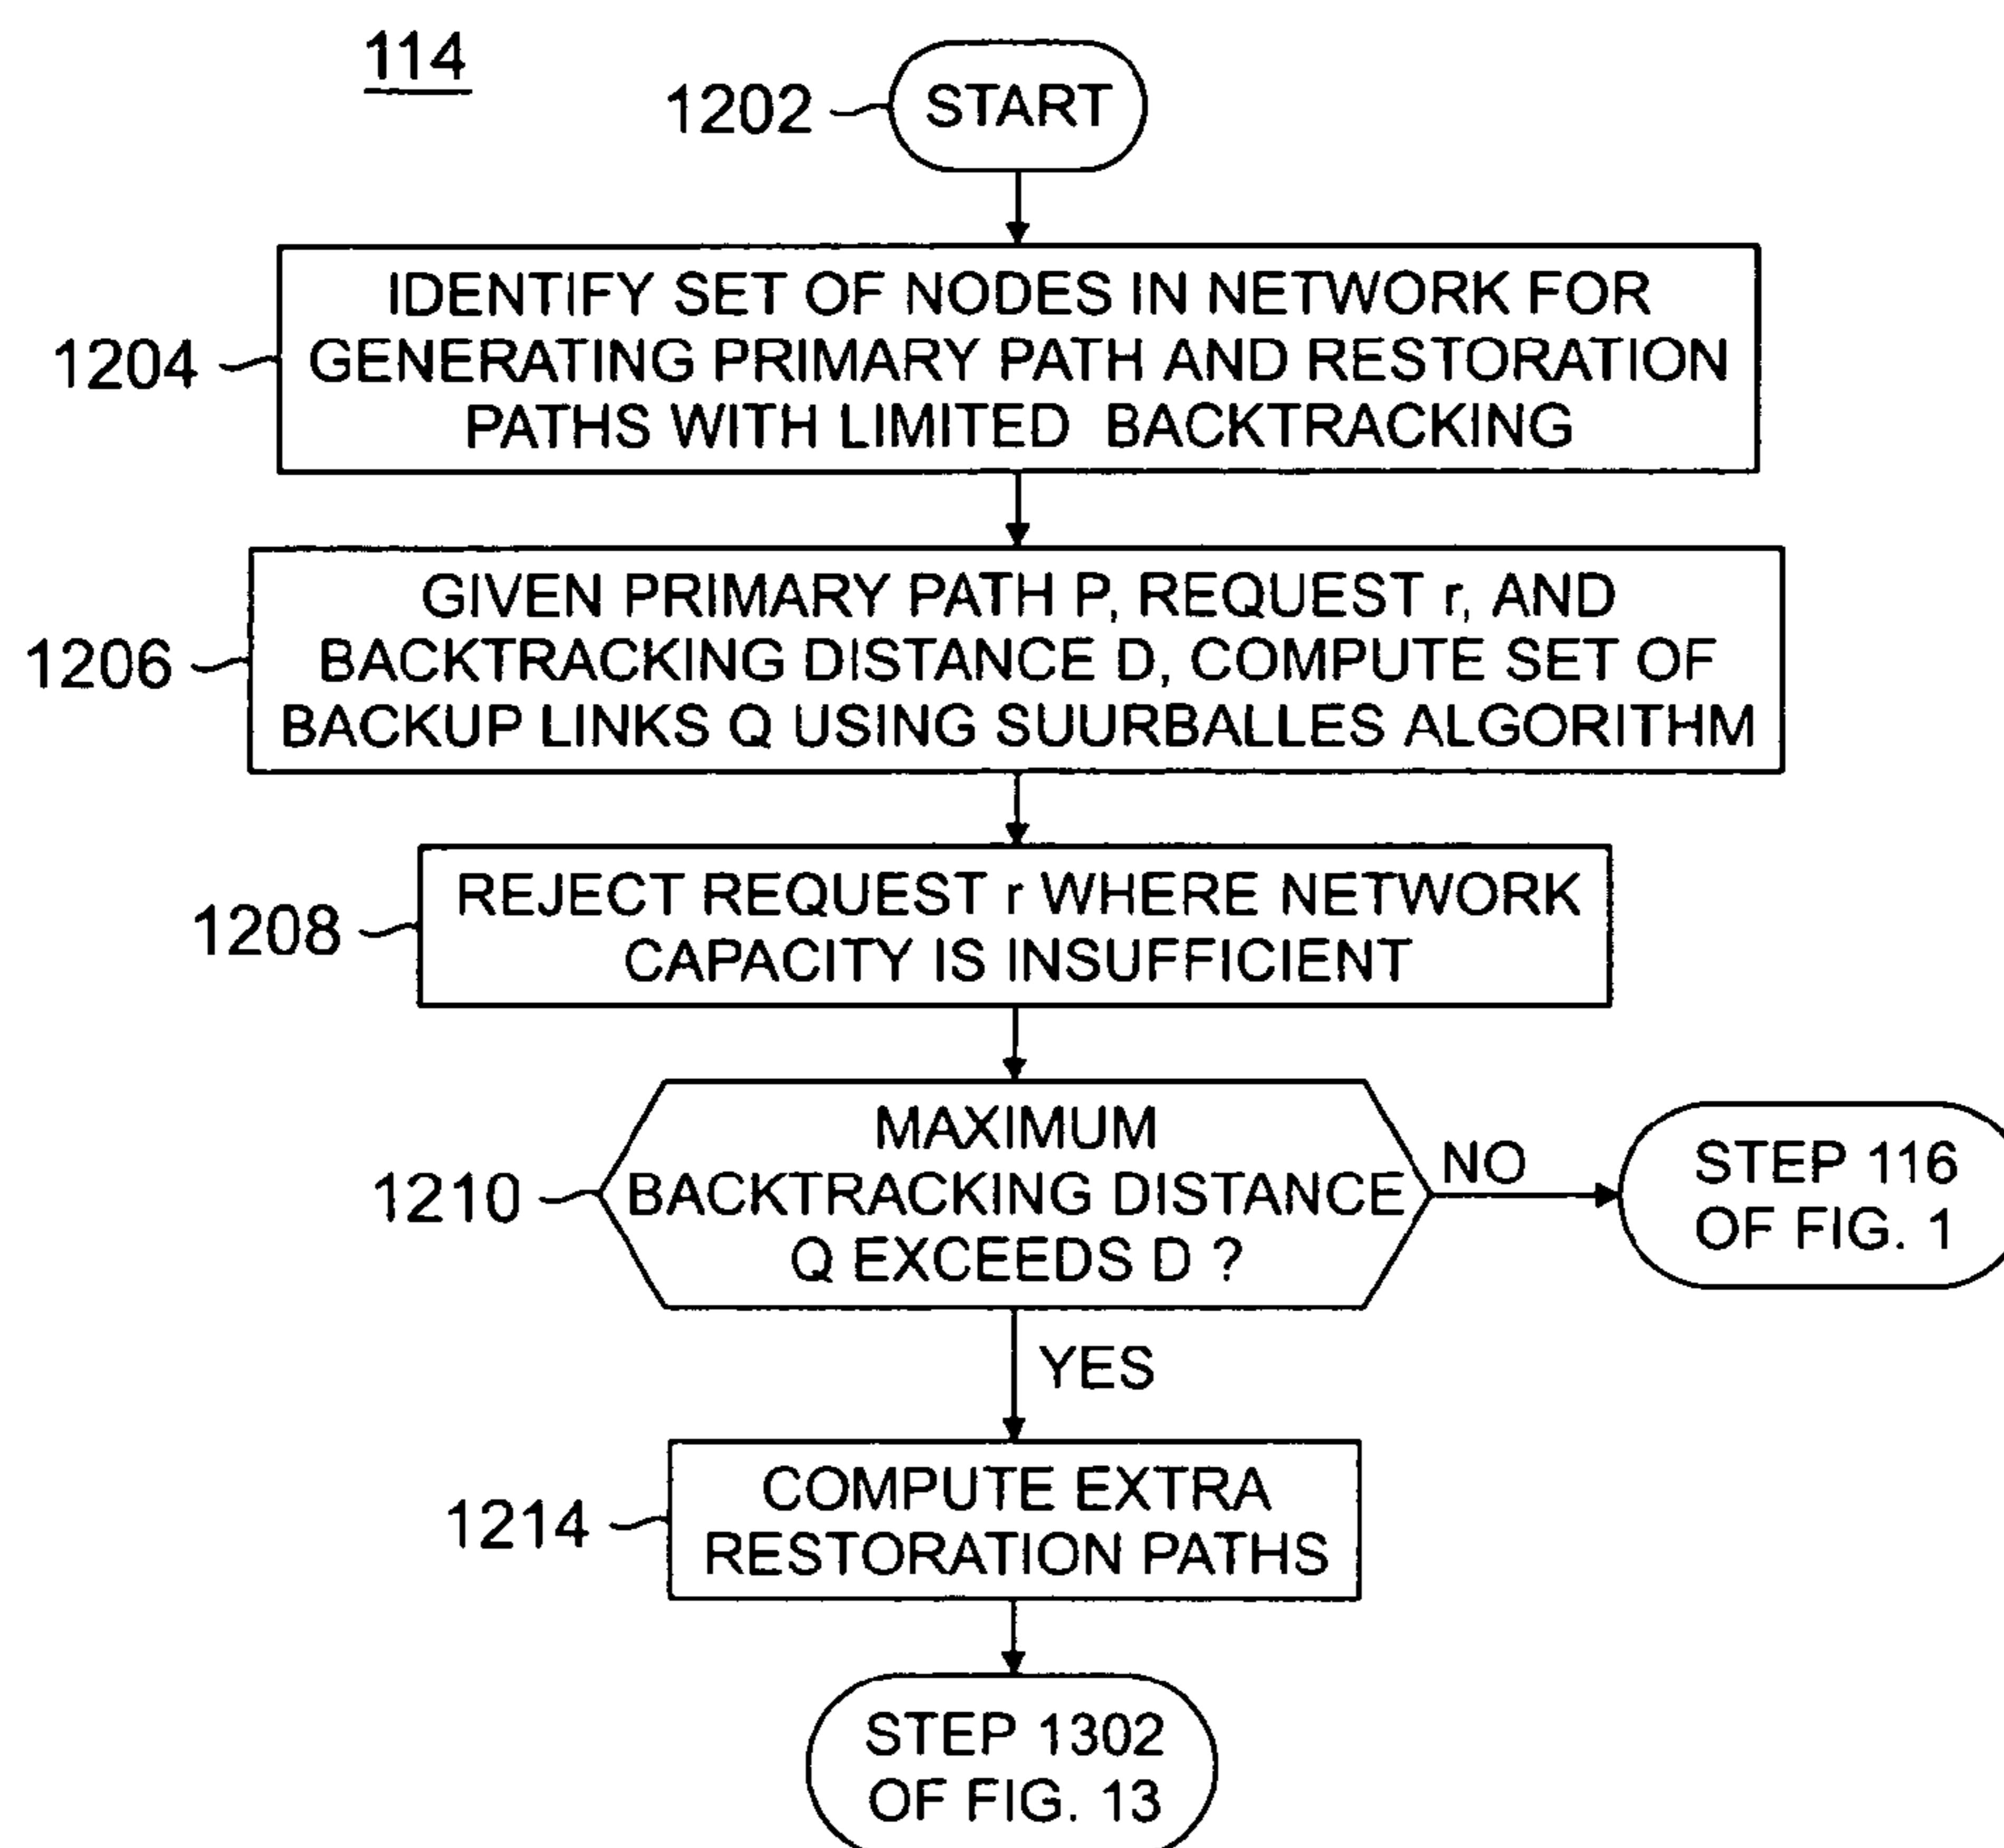 114
1202
START
1204
IDENTIFY SET OF NODES IN NETWORK FOR
GENERATING PRIMARY PATH AND RESTORATION
PATHS WITH LIMITED BACKTRACKING
1206
GIVEN PRIMARY PATH P, REQUEST r, AND
BACKTRACKING DISTANCE D, COMPUTE SET OF
BACKUP LINKS Q USING SUURBALLES ALGORITHM
1208
REJECT REQUEST r WHERE NETWORK
CAPACITY IS INSUFFICIENT
1210
MAXIMUM
BACKTRACKING DISTANCE
Q EXCEEDS D ?
NO
STEP 116
OF FIG. 1
YES
1214
COMPUTE EXTRA
RESTORATION PATHS
STEP 1302
OF FIG. 13